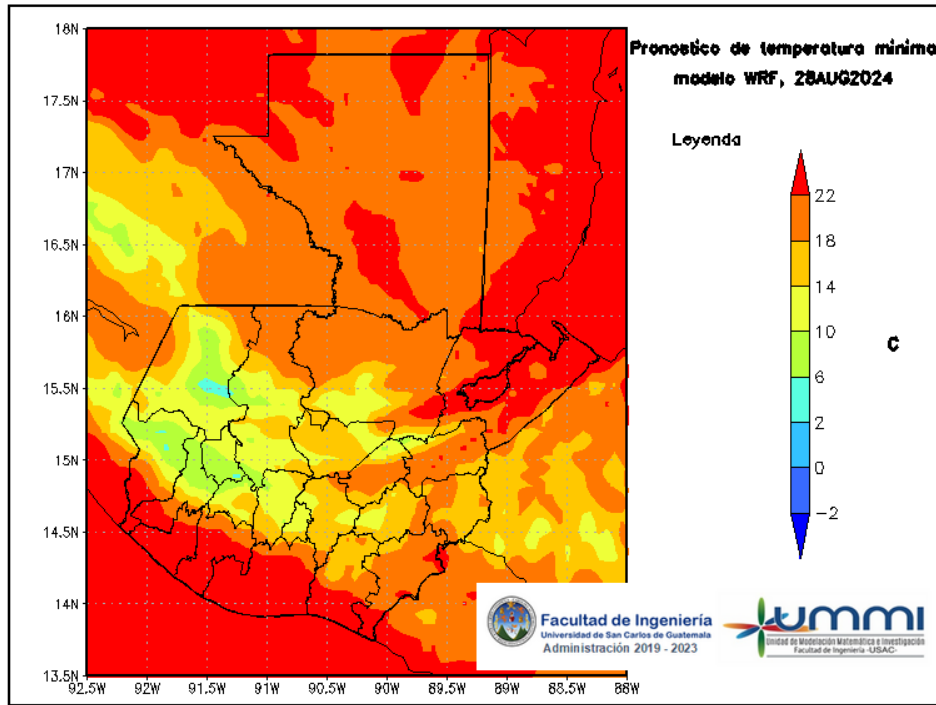 Pronostico de temperatura minima
modelo WRF, 28AUG2024
Leyenda
22
18
14
10
6
2
0
-2
C
18N
17.5N
17N
16.5N
16N
15.5N
15N
14.5N
14N
13.5N
92.5W
92W
91.5W
91W
90.5W
90W
89.5W
89W
88.5W
88W
Facultad de Ingeniería
Universidad de San Carlos de Guatemala
Administración 2019 - 2023
UMMI
Unidad de Modelación Matemática e Investigación
Facultad de Ingeniería -USAC-